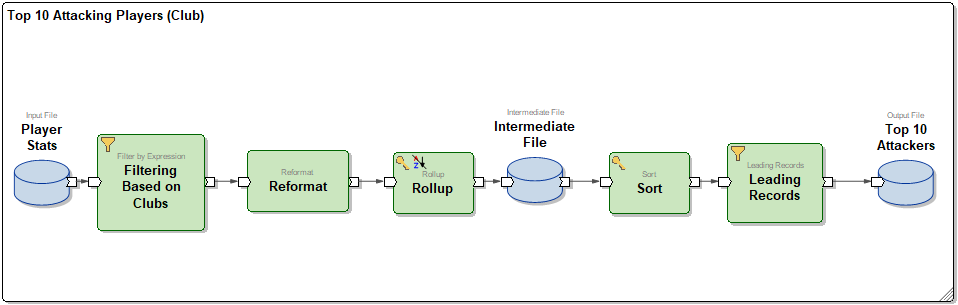 Top 10 Attacking Players (Club)
Input File
Player
Stats
Filter by Expression
Filtering
Based on
Clubs
Reformat
Reformat
Rollup
Rollup
Intermediate File
Intermediate
File
Sort
Sort
Leading Records
Leading
Records
Output File
Top 10
Attackers